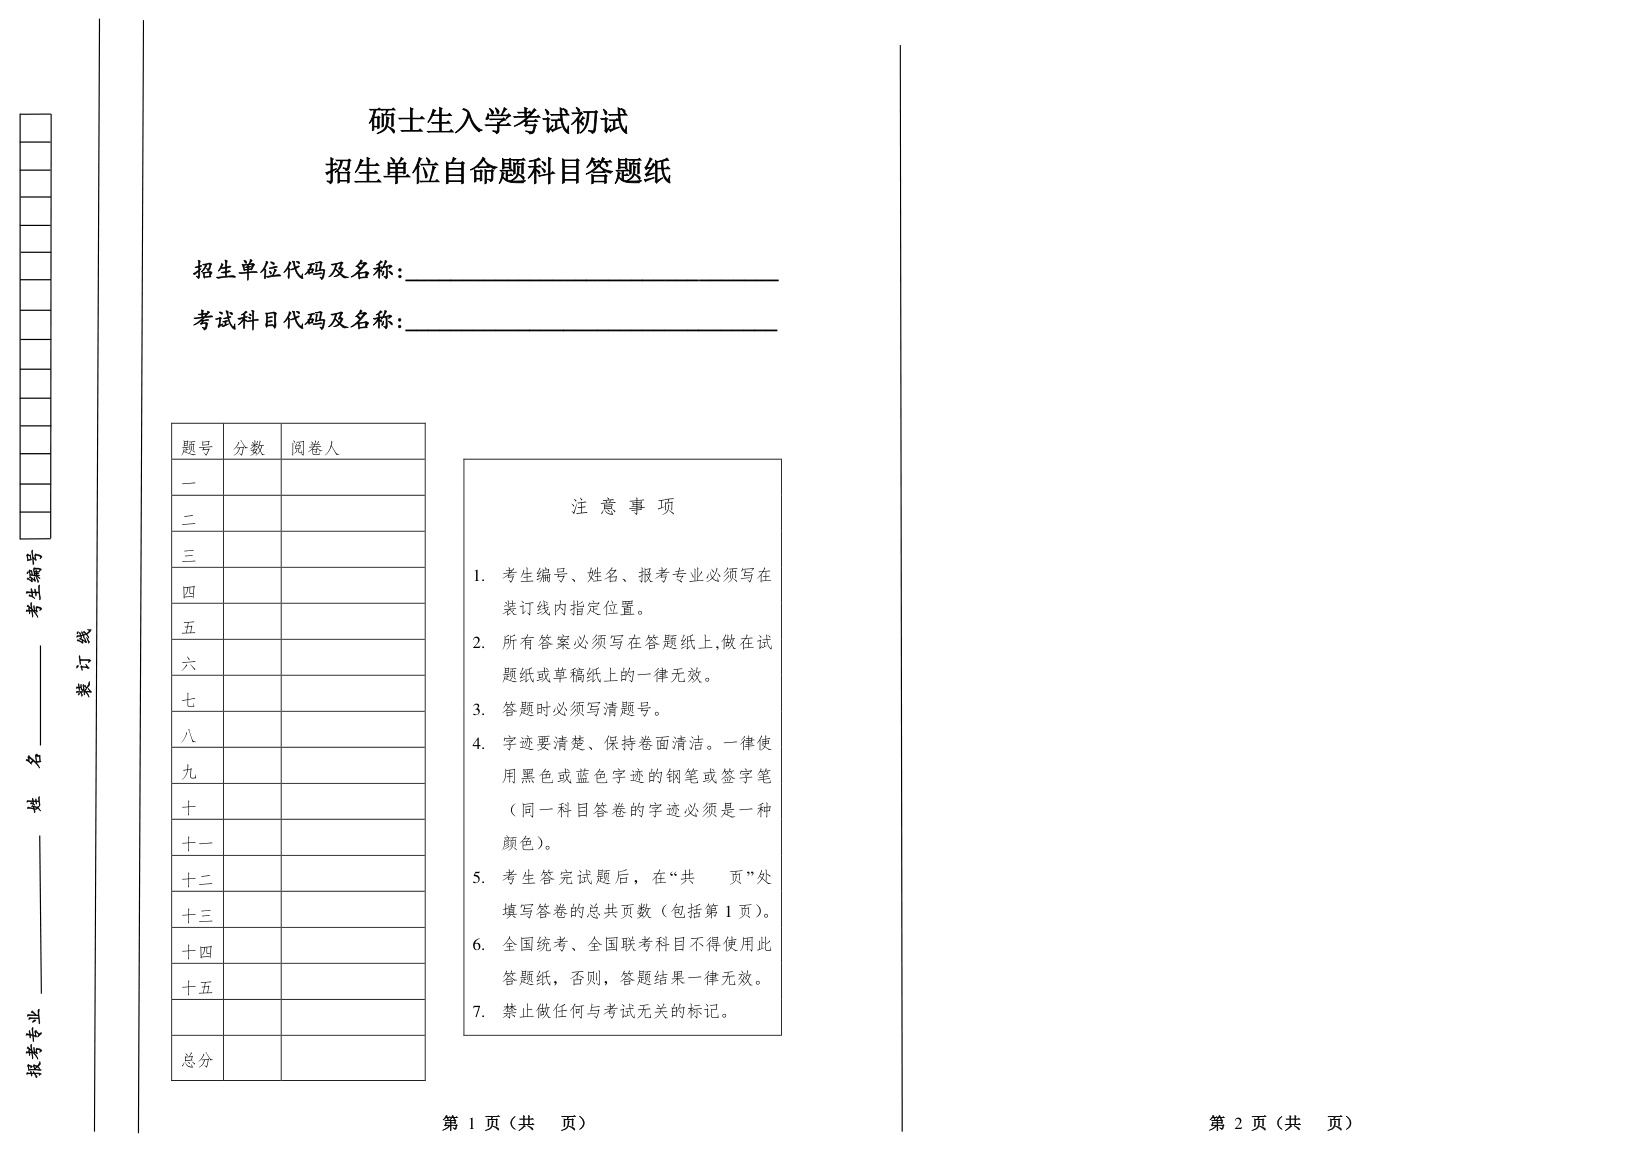 硕士生入学考试初试
招生单位自命题科目答题纸
招生单位代码及名称:
考试科目代码及名称:
题号 分数 阅卷人
一
二
三
四
五
六
七
八
九
十
十一
十二
十三
十四
十五
总分
注 意 事 项
1. 考生编号、姓名、报考专业必须写在
装订线内指定位置。
2. 所有答案必须写在答题纸上,做在试
题纸或草稿纸上的一律无效。
3. 答题时必须写清题号。
4. 字迹要清楚、保持卷面清洁。一律使
用黑色或蓝色字迹的钢笔或签字笔
（同一科目答卷的字迹必须是一种
颜色）。
5. 考生答完试题后，在“共 页”处
填写答卷的总共页数（包括第 1 页）。
6. 全国统考、全国联考科目不得使用此
答题纸，否则，答题结果一律无效。
7. 禁止做任何与考试无关的标记。
报考专业 姓 名 考生编号
装 订 线
第 1 页（共 页）
第 2 页（共 页）